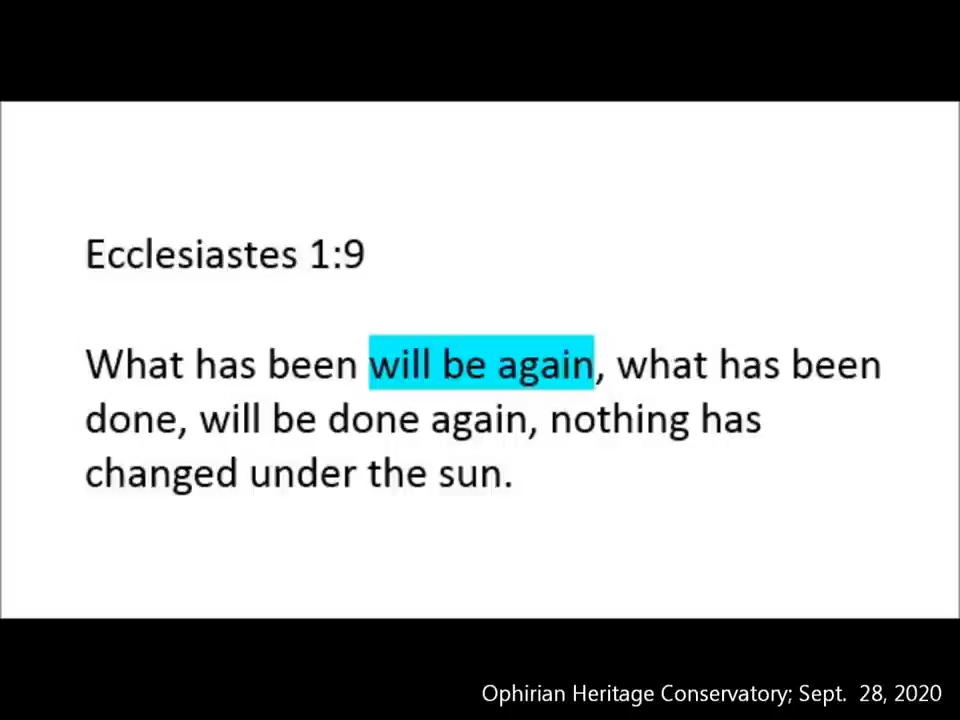 Ecclesiastes 1:9
What has been will be again, what has been
done, will be done again, nothing has
changed under the sun.
Ophirian Heritage Conservatory; Sept. 28, 2020